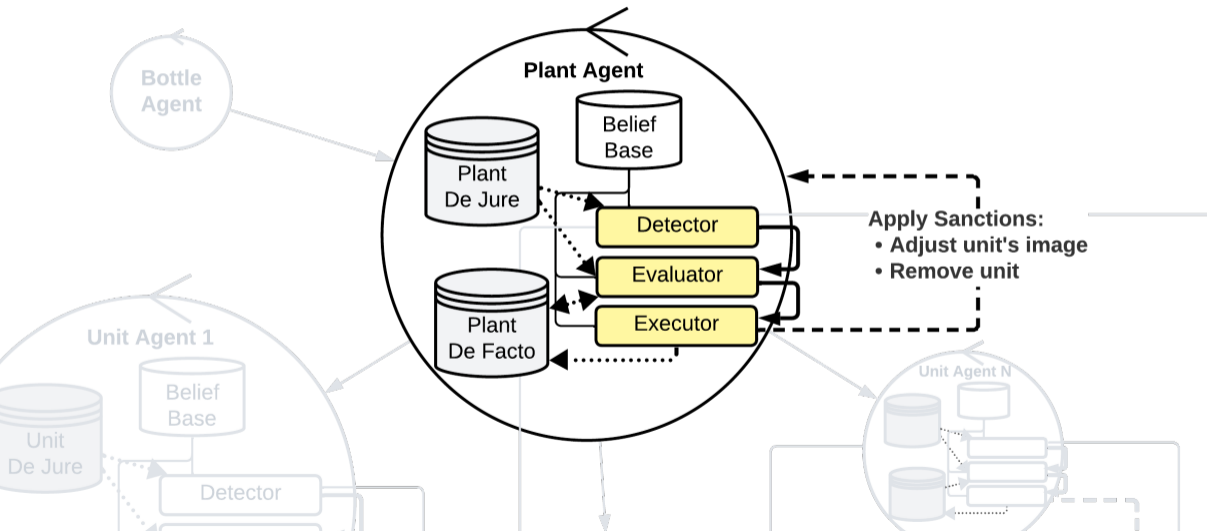 Plant Agent
Bottle
Agent
Belief
Base
Plant
De Jure
Detector
Apply Sanctions:
• Adjust unit's image
• Remove unit
Evaluator
Executor
Plant
De Facto
Unit Agent 1
Belief
Base
Unit
De Jure
Detector
Unit Agent N